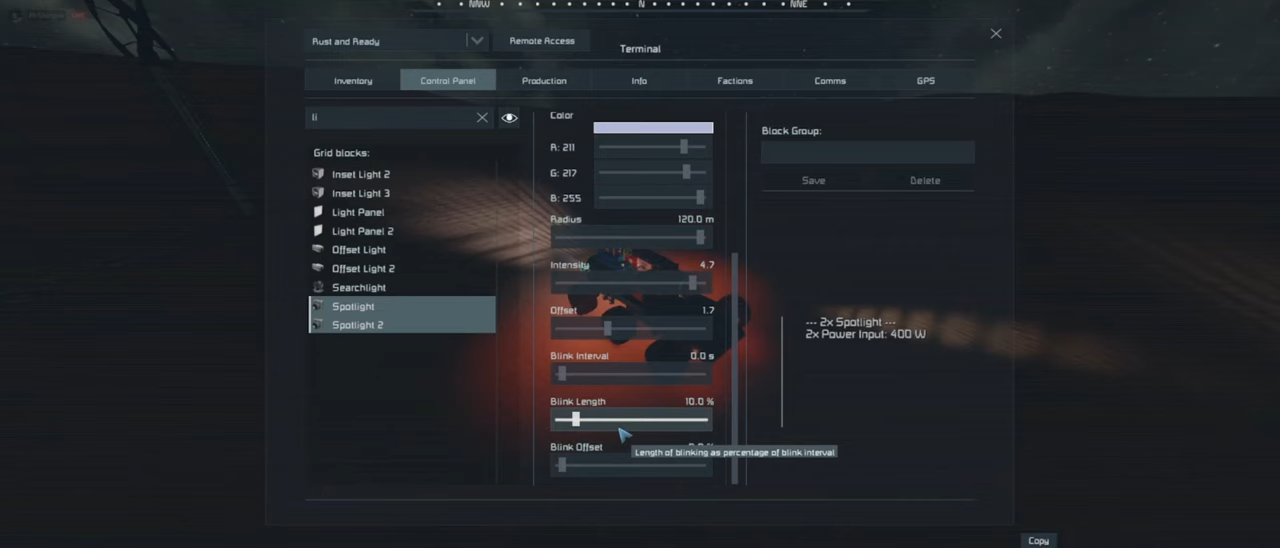 NNW N NNE
LIVE
Rust and Ready
Remote Access
Terminal
Inventory
Control Panel
Production
Info
Factions
Comms
GPS
li
Grid blocks:
Inset Light 2
Inset Light 3
Light Panel
Light Panel 2
Offset Light
Offset Light 2
Searchlight
Spotlight
Spotlight 2
Color
R: 211
G: 217
B: 255
Radius 120.0 m
Intensity 4.7
Offset 1.7
Blink Interval 0.0 s
Blink Length 10.0 %
Blink Offset
Length of blinking as percentage of blink interval
Block Group:
Save
Delete
--- 2x Spotlight ---
2x Power Input: 400 W
Copy